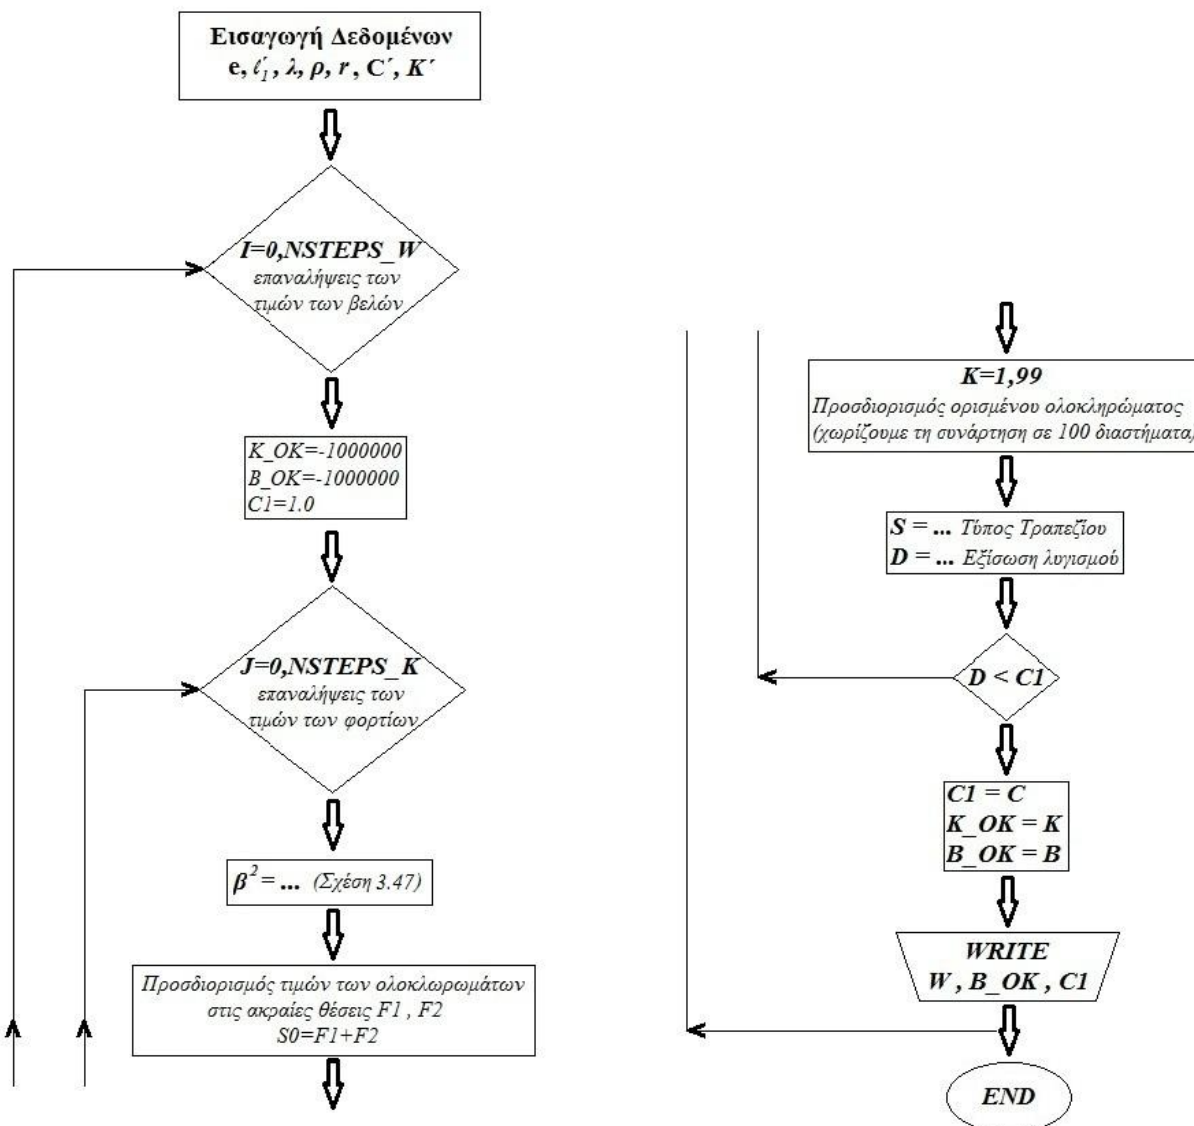 Εισαγωγή Δεδομένων
e, ℓ´₁, λ, ρ, r, C´, K´
I=0,NSTEPS_W
επαναλήψεις των
τιμών των βελών
K_OK=-1000000
B_OK=-1000000
C1=1.0
J=0,NSTEPS_K
επαναλήψεις των
τιμών των φορτίων
β² = ... (Σχέση 3.47)
Προσδιορισμός τιμών των ολοκλωρωμάτων
στις ακραίες θέσεις F1 , F2
S0=F1+F2
K=1,99
Προσδιορισμός ορισμένου ολοκληρώματος
(χωρίζουμε τη συνάρτηση σε 100 διαστήματα)
S = ... Τύπος Τραπεζίου
D = ... Εξίσωση λυγισμού
D < C1
C1 = C
K_OK = K
B_OK = B
WRITE
W , B_OK , C1
END